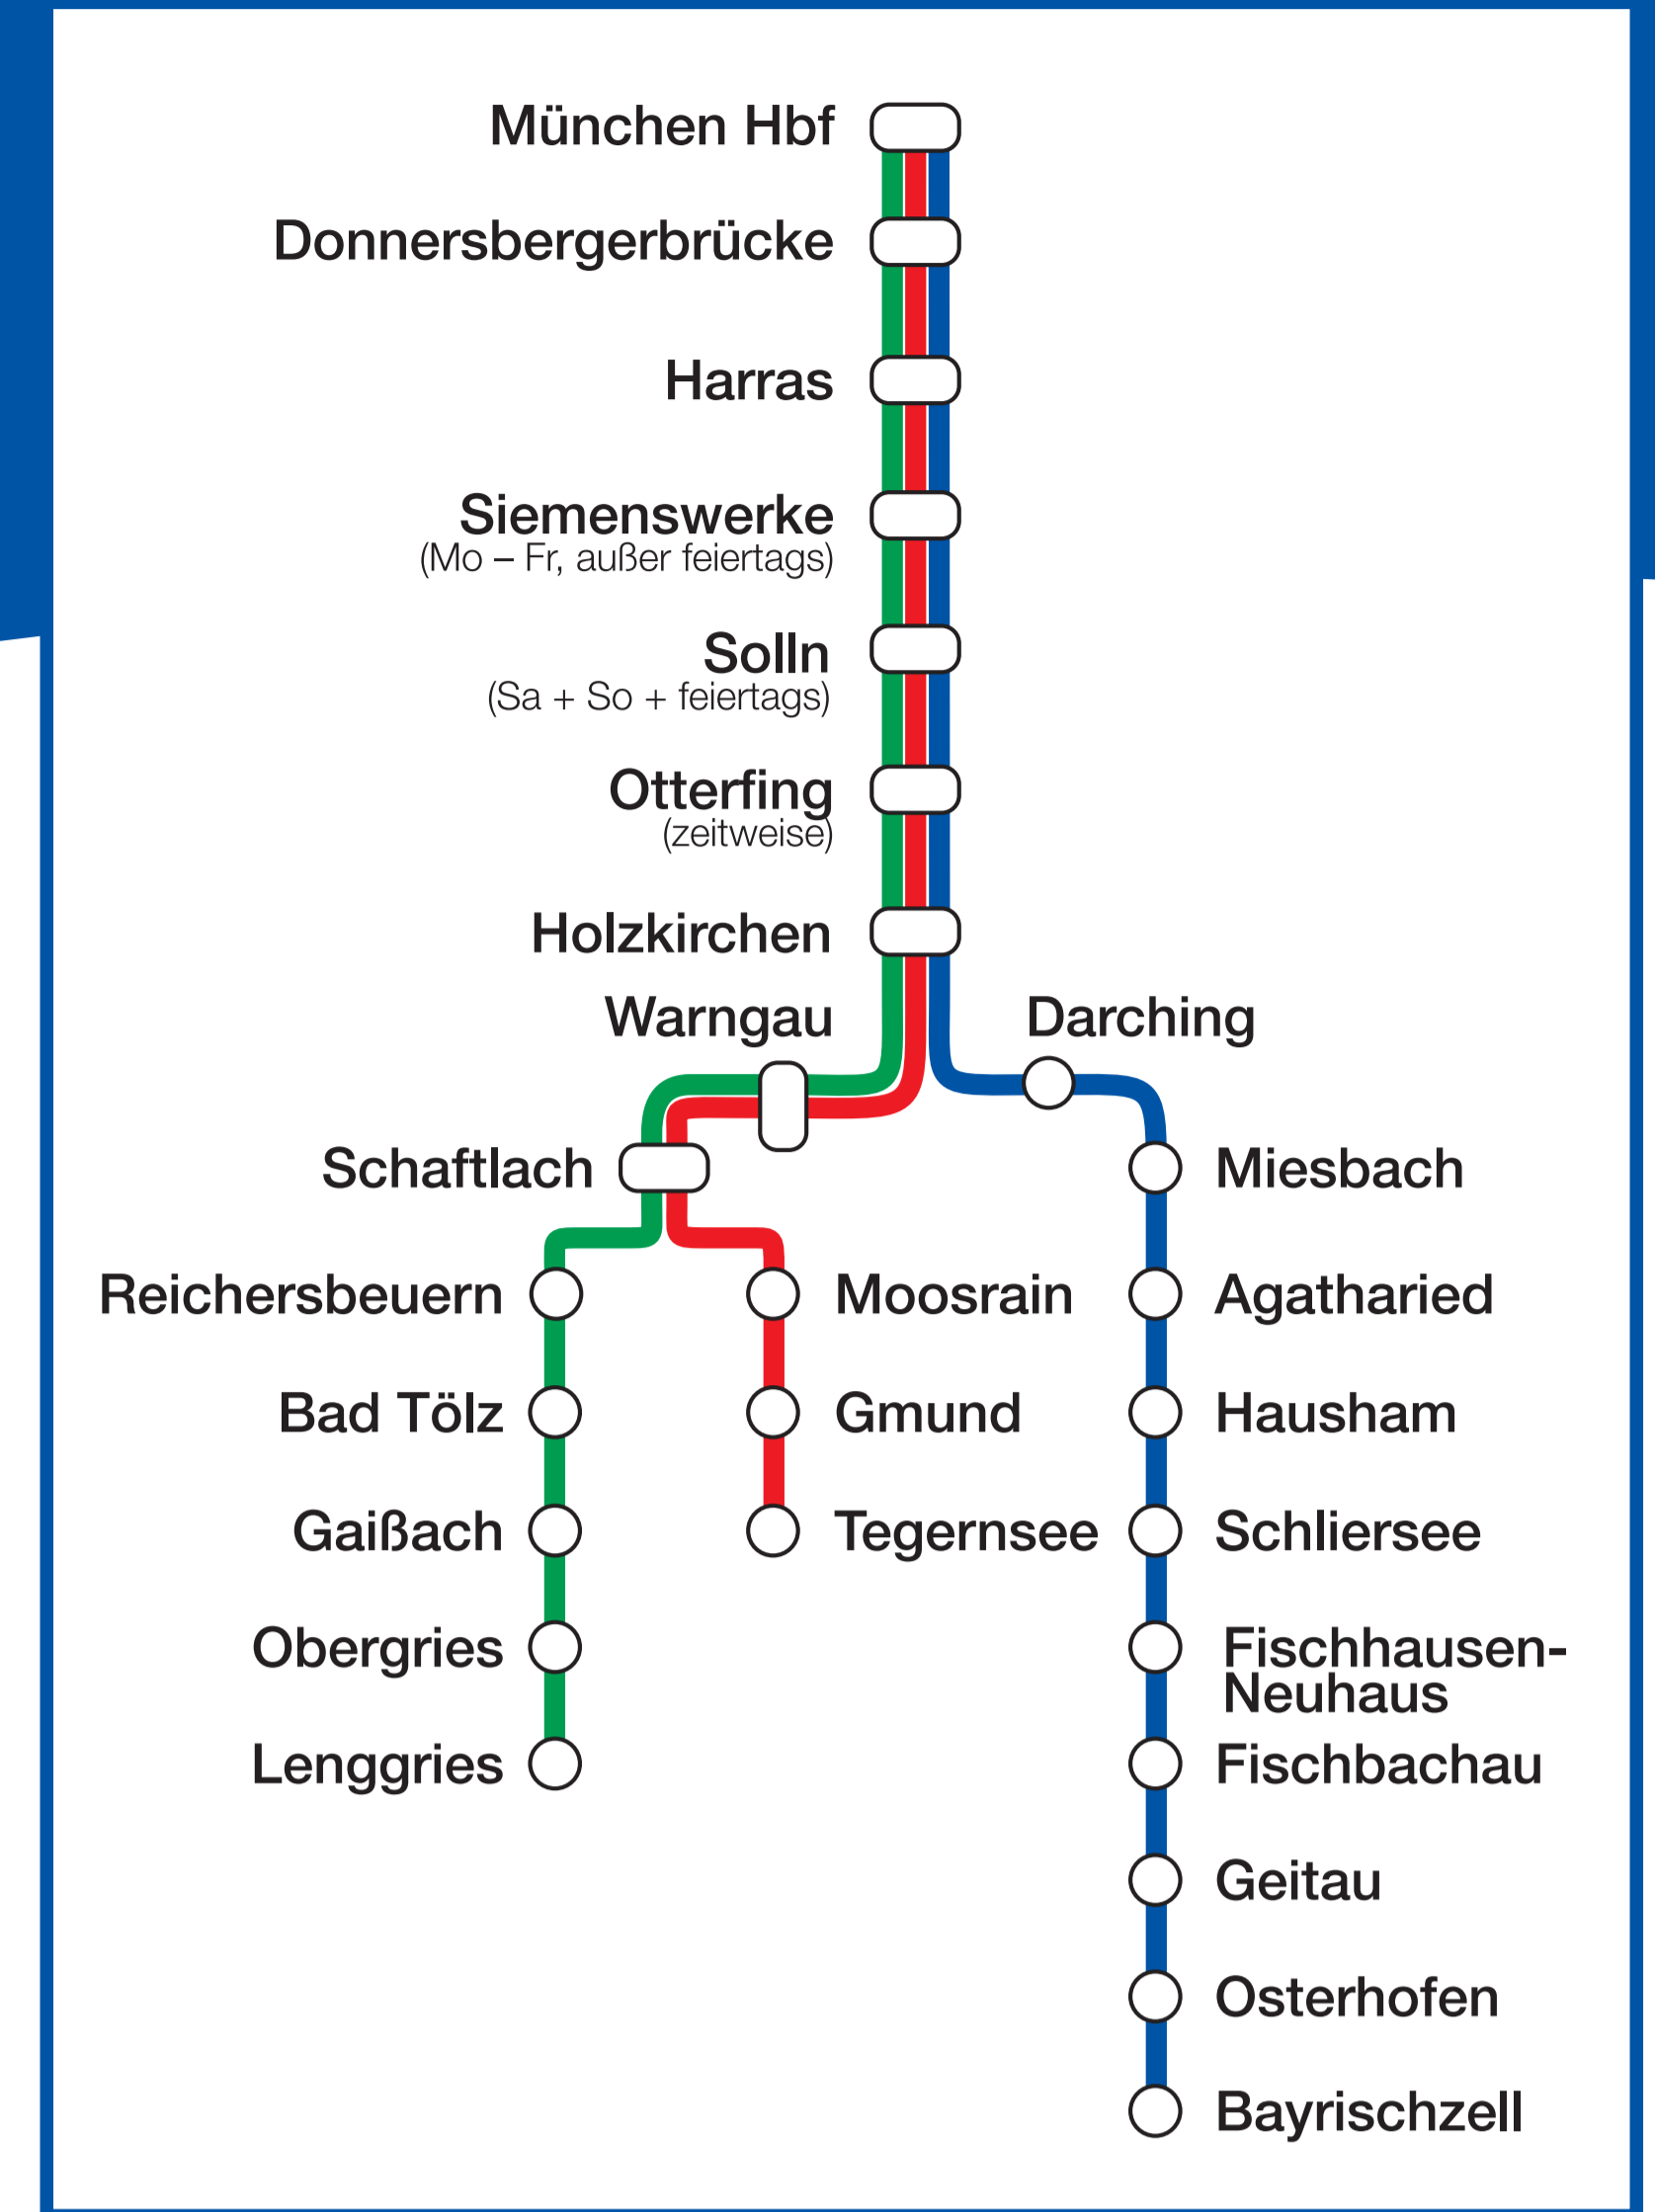 München Hbf
Donnersbergerbrücke
Harras
Siemenswerke
(Mo – Fr, außer feiertags)
Solln
(Sa + So + feiertags)
Otterfing
(zeitweise)
Holzkirchen
Warngau
Darching
Schaftlach
Miesbach
Reichersbeuern
Moosrain
Agatharied
Bad Tölz
Gmund
Hausham
Gaißach
Tegernsee
Schliersee
Obergries
Fischhausen-
Neuhaus
Lenggries
Fischbachau
Geitau
Osterhofen
Bayrischzell